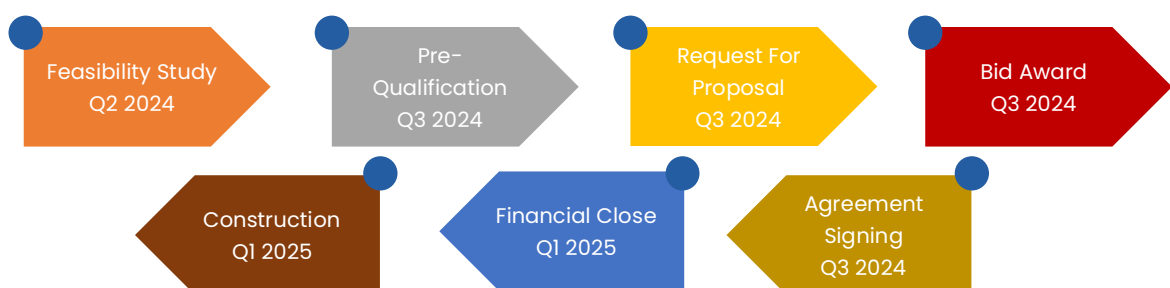 Feasibility Study
Q2 2024
Pre-
Qualification
Q3 2024
Request For
Proposal
Q3 2024
Bid Award
Q3 2024
Agreement
Signing
Q3 2024
Financial Close
Q1 2025
Construction
Q1 2025